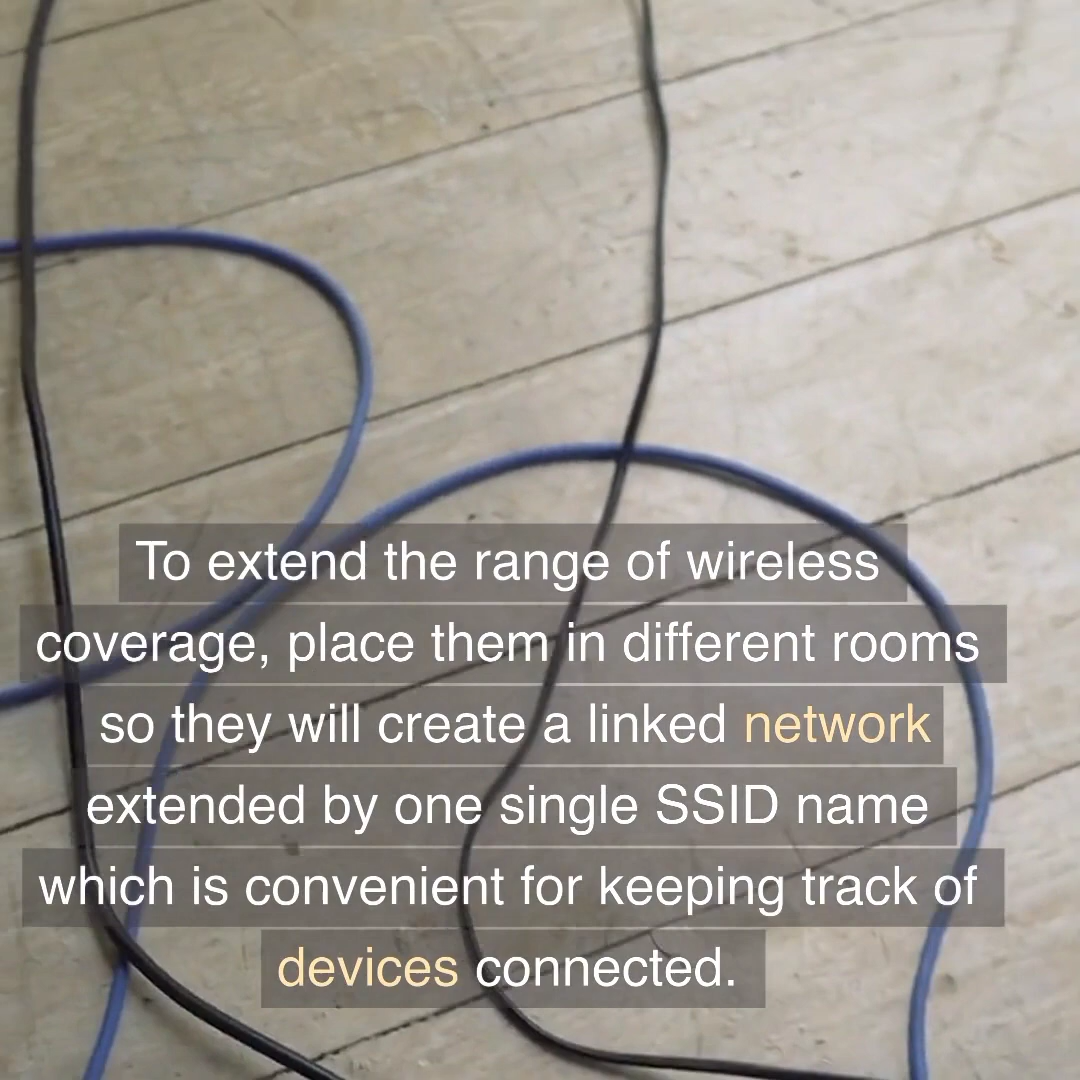 To extend the range of wireless
coverage, place them in different rooms
so they will create a linked network
extended by one single SSID name
which is convenient for keeping track of
devices connected.